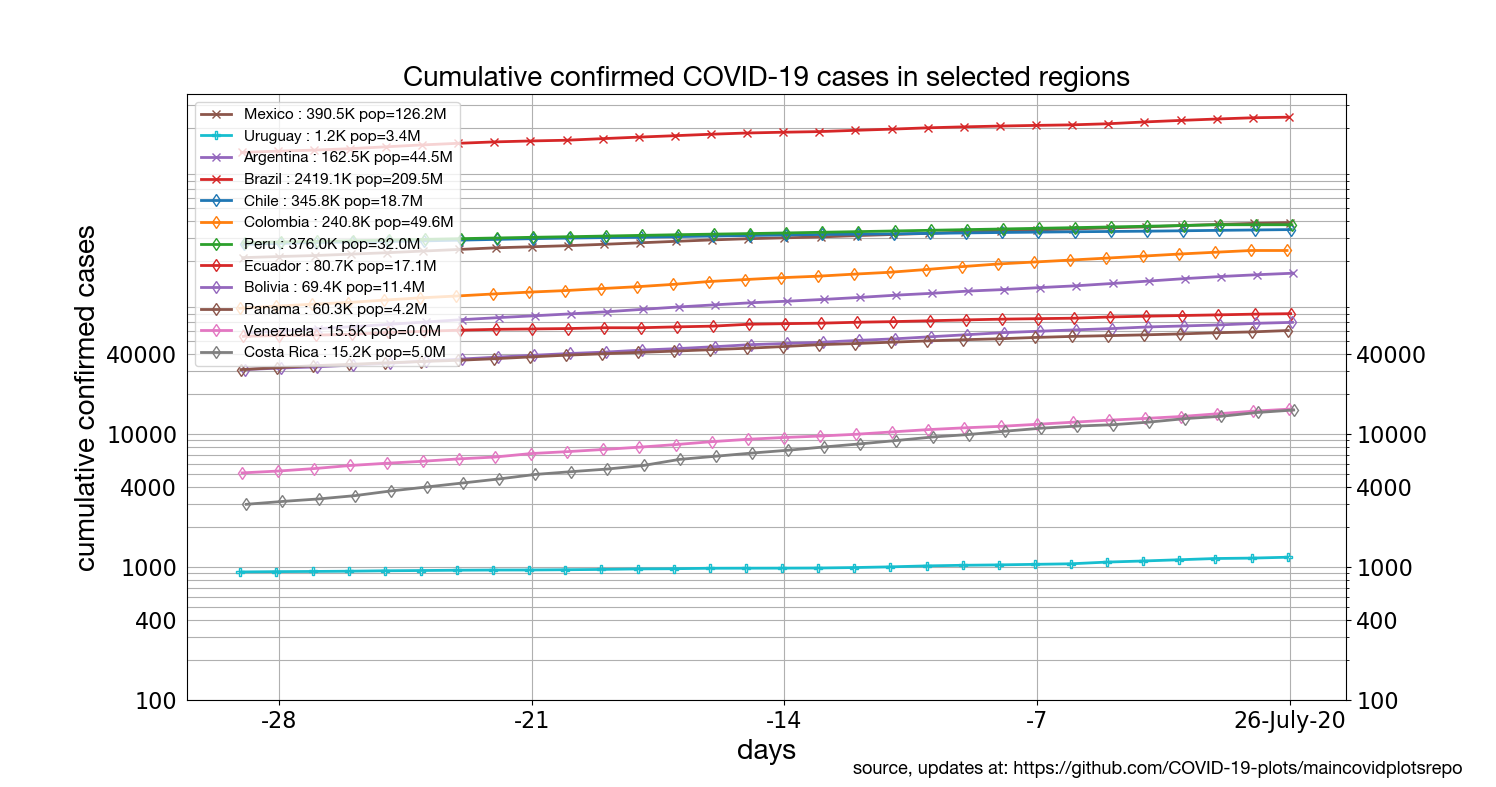 Cumulative confirmed COVID-19 cases in selected regions
Mexico : 390.5K pop=126.2M
Uruguay : 1.2K pop=3.4M
Argentina : 162.5K pop=44.5M
Brazil : 2419.1K pop=209.5M
Chile : 345.8K pop=18.7M
Colombia : 240.8K pop=49.6M
Peru : 376.0K pop=32.0M
Ecuador : 80.7K pop=17.1M
Bolivia : 69.4K pop=11.4M
Panama : 60.3K pop=4.2M
Venezuela : 15.5K pop=0.0M
Costa Rica : 15.2K pop=5.0M
cumulative confirmed cases
40000
10000
4000
1000
400
100
40000
10000
4000
1000
400
100
-28 -21 -14 -7 26-July-20
days
source, updates at: https://github.com/COVID-19-plots/maincovidplotsrepo